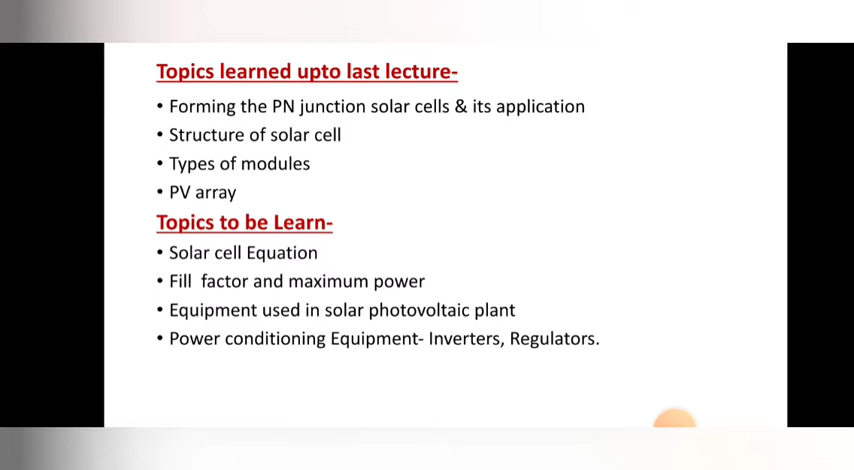 Topics learned upto last lecture-
• Forming the PN junction solar cells & its application
• Structure of solar cell
• Types of modules
• PV array
Topics to be Learn-
• Solar cell Equation
• Fill  factor and maximum power
• Equipment used in solar photovoltaic plant
• Power conditioning Equipment- Inverters, Regulators.